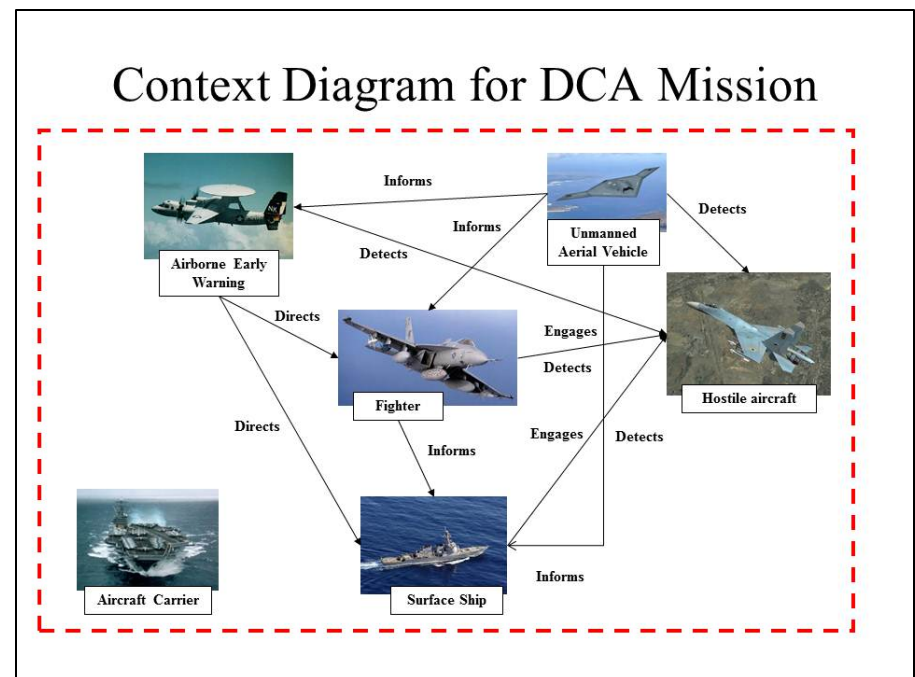 Context Diagram for DCA Mission
Informs
Informs
Detects
Unmanned
Aerial Vehicle
Airborne Early
Warning
Detects
Directs
Engages
Detects
Hostile aircraft
Fighter
Directs
Engages
Detects
Informs
Informs
Aircraft Carrier
Surface Ship